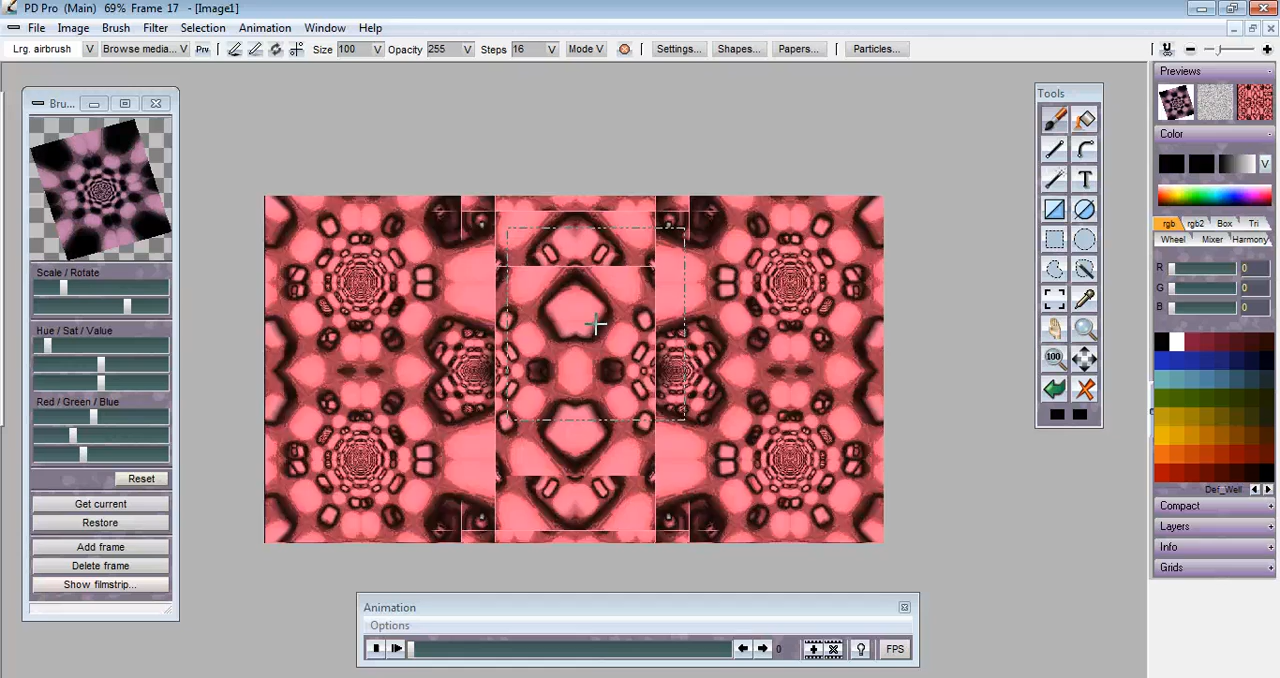 PD Pro (Main) 69% Frame 17 - [Image1]
File Image Brush Filter Selection Animation Window Help
Lrg. airbrush V Browse media... V Prv. Size 100 V Opacity 255 V Steps 16 V Mode V Settings... Shapes... Papers... Particles...
Bru...
Scale / Rotate
Hue / Sat / Value
Red / Green / Blue
Reset
Get current
Restore
Add frame
Delete frame
Show filmstrip...
Animation
Options
0 FPS
Tools
T
100
Previews
Color
V
rgb rgb2 Box Tri
Wheel Mixer Harmony
R 0
G 0
B 0
Def_Well
Compact
Layers
Info
Grids